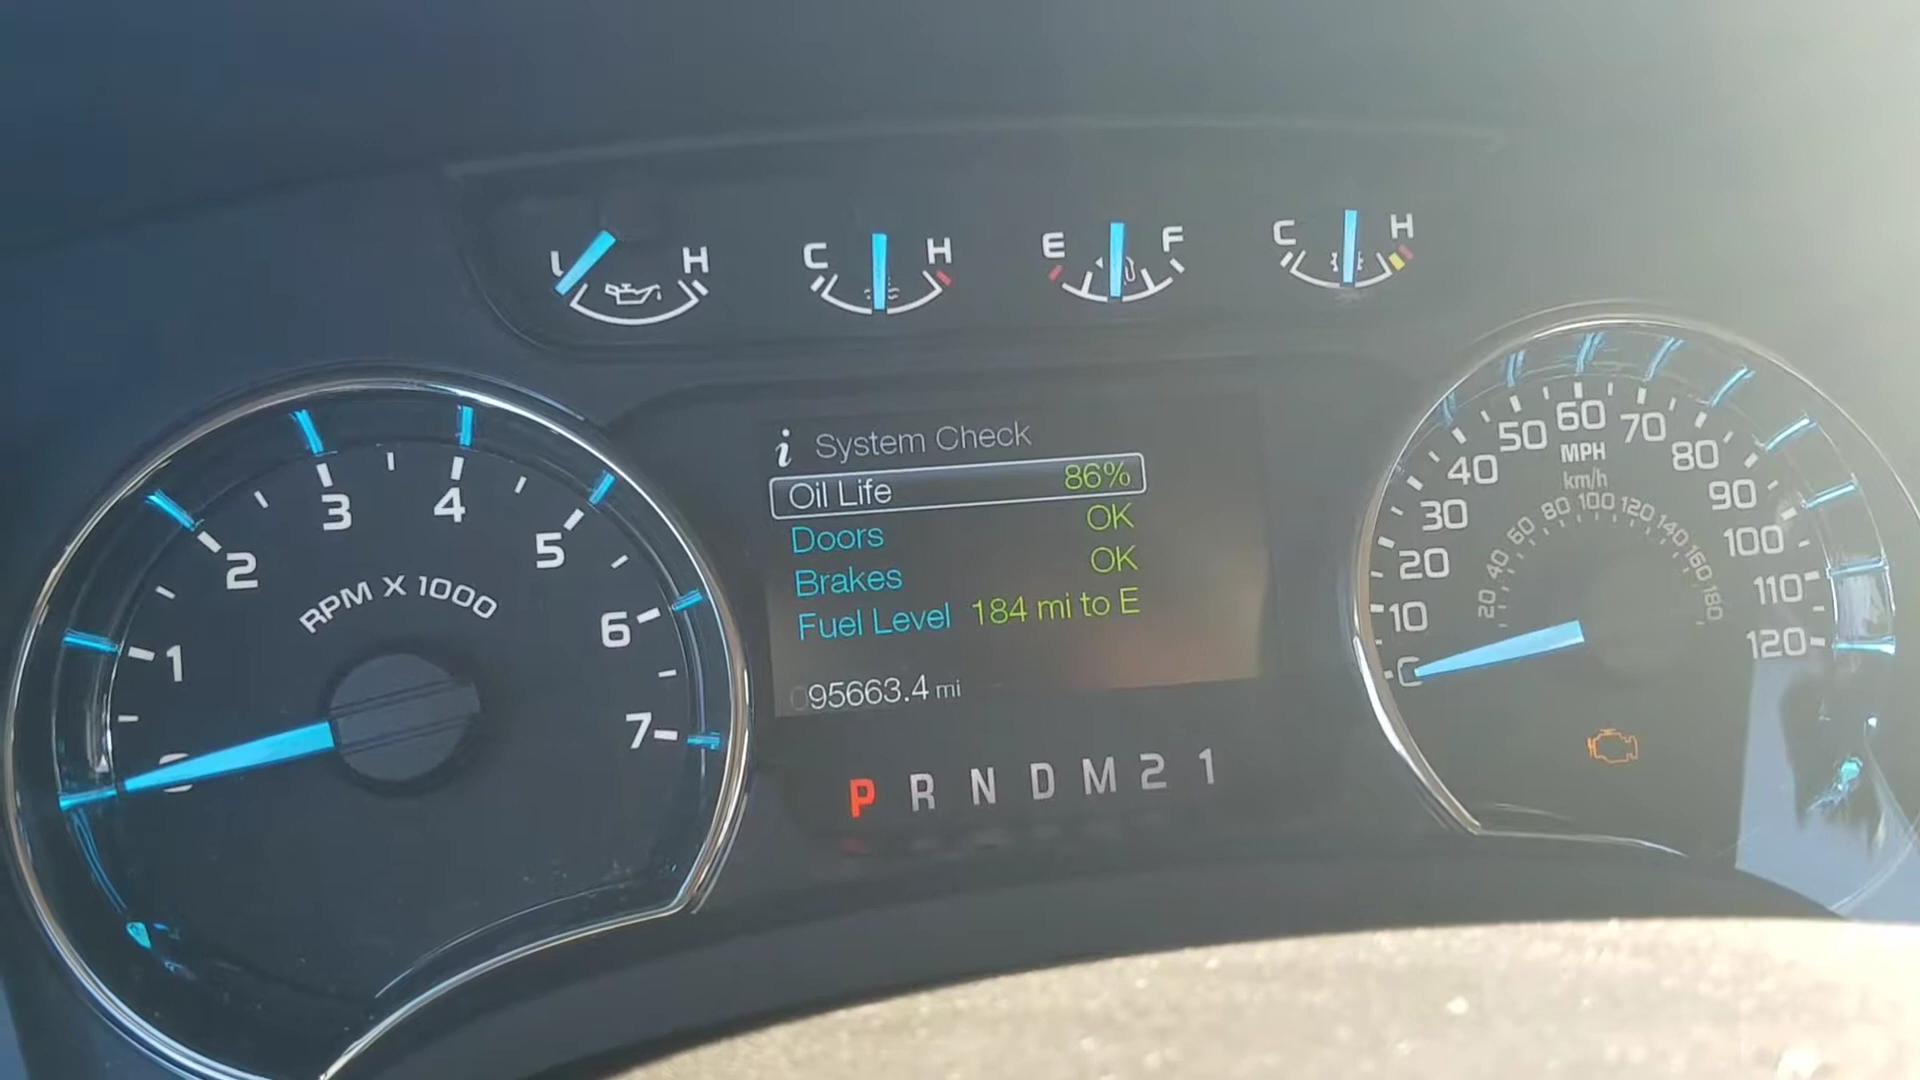 L H
C H
E F
C H
i System Check
Oil Life 86%
Doors OK
Brakes OK
Fuel Level 184 mi to E
095663.4 mi
P R N D M 2 1
0 1 2 3 4 5 6 7
RPM X 1000
0 10 20 30 40 50 60 70 80 90 100 110 120
MPH
km/h
20 40 60 80 100 120 140 160 180